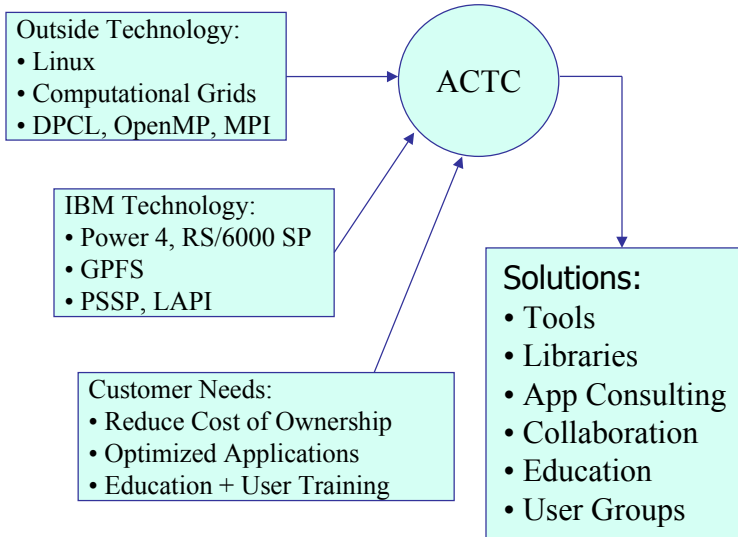 Outside Technology:
• Linux
• Computational Grids
• DPCL, OpenMP, MPI
ACTC
IBM Technology:
• Power 4, RS/6000 SP
• GPFS
• PSSP, LAPI
Customer Needs:
• Reduce Cost of Ownership
• Optimized Applications
• Education + User Training
Solutions:
• Tools
• Libraries
• App Consulting
• Collaboration
• Education
• User Groups